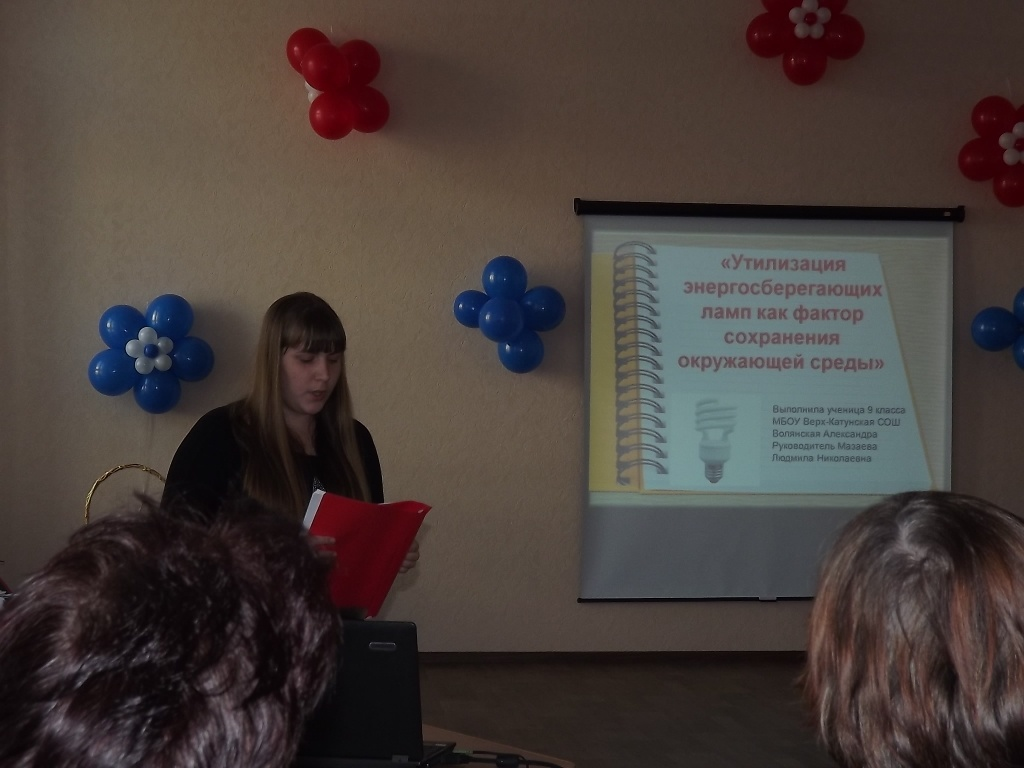 «Утилизация
энергосберегающих
ламп как фактор
сохранения
окружающей среды»
Выполнила ученица 9 класса
МБОУ Верх-Катунская СОШ
Волянская Александра
Руководитель Мазаева
Людмила Николаевна